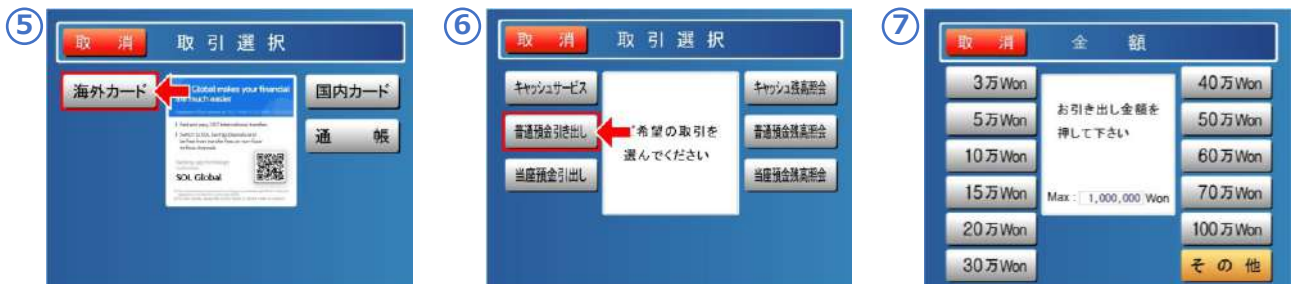 ⑤
取 消
取 引 選 択
海外カード
Global makes your financial
much easier
SOL Global
国内カード
通 帳
⑥
取 消
取 引 選 択
キャッシュサービス
普通預金引き出し
当座預金引出し
希望の取引を
選んでください
キャッシュ残高照会
普通預金残高照会
当座預金残高照会
⑦
取 消
金 額
3万Won
5万Won
10万Won
15万Won
20万Won
30万Won
お引き出し金額を
押して下さい
Max : 1,000,000 Won
40万Won
50万Won
60万Won
70万Won
100万Won
そ の 他